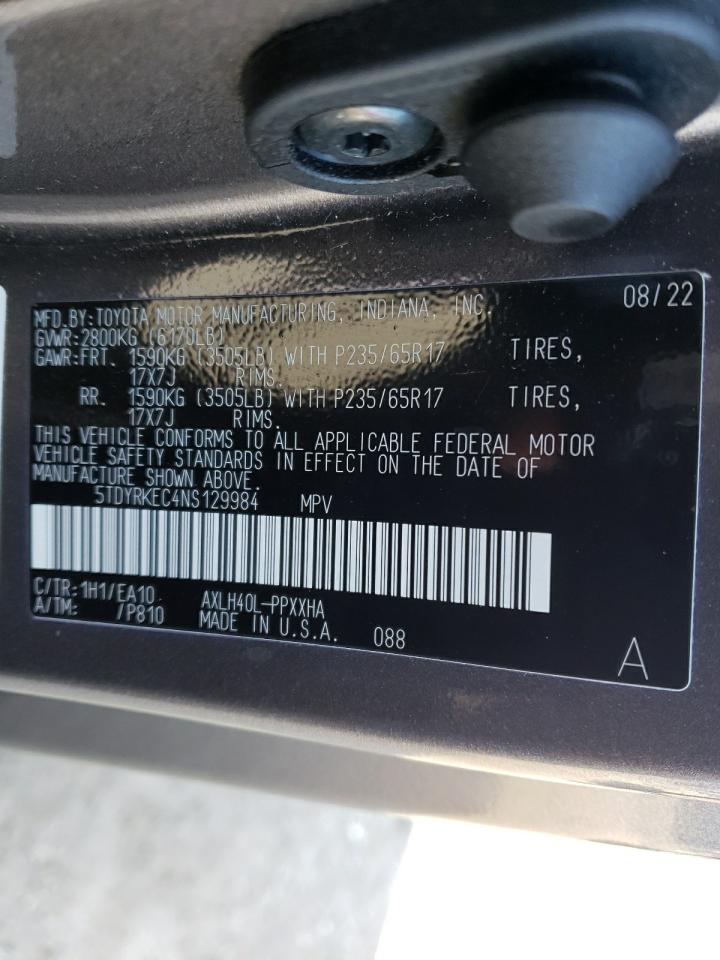 MFD.BY:TOYOTA MOTOR MANUFACTURING, INDIANA, INC. 08/22
GVWR:2800KG (6170LB)
GAWR:FRT. 1590KG (3505LB) WITH P235/65R17 TIRES,
17X7J RIMS.
RR. 1590KG (3505LB) WITH P235/65R17 TIRES,
17X7J RIMS.
THIS VEHICLE CONFORMS TO ALL APPLICABLE FEDERAL MOTOR
VEHICLE SAFETY STANDARDS IN EFFECT ON THE DATE OF
MANUFACTURE SHOWN ABOVE.
5TDYRKEC4NS129984 MPV
C/TR:1H1/EA10 AXLH40L-PPXXHA
A/TM: /P810 MADE IN U.S.A. 088
A